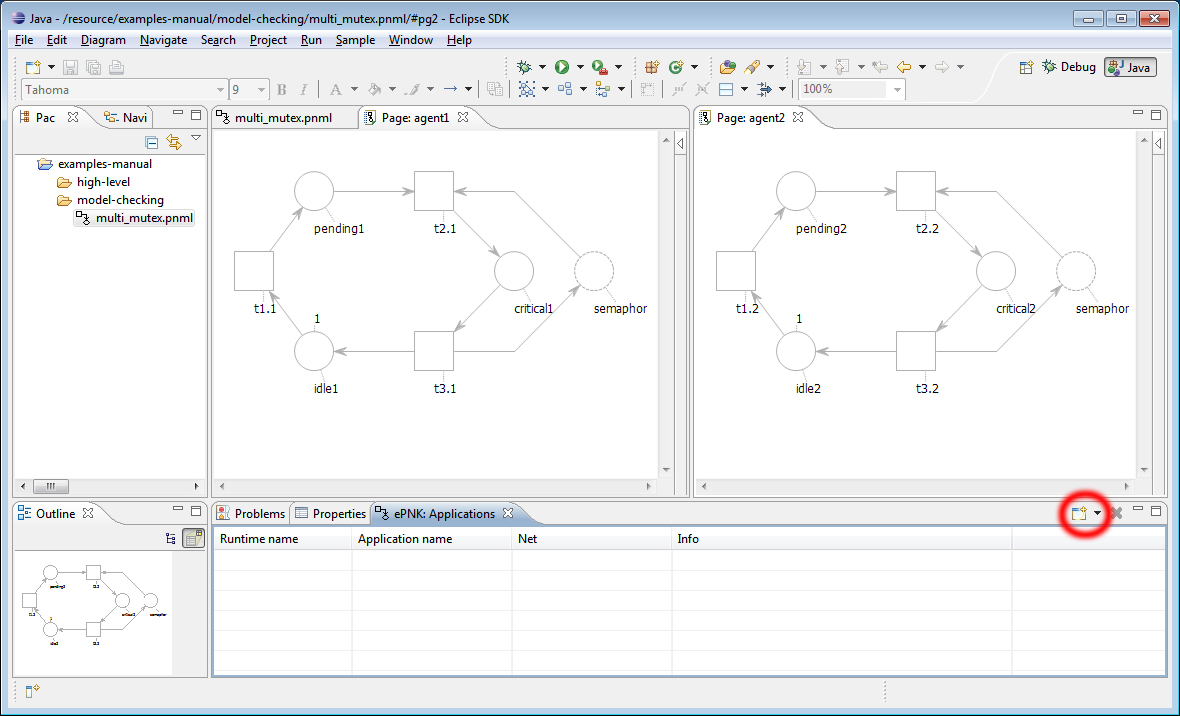 Java - /resource/examples-manual/model-checking/multi_mutex.pnml/#pg2 - Eclipse SDK
File Edit Diagram Navigate Search Project Run Sample Window Help
Debug Java
Tahoma 9 B I A 100%
Pac Navi
multi_mutex.pnml Page: agent1
Page: agent2
examples-manual
high-level
model-checking
multi_mutex.pnml
pending1 t2.1
t1.1 critical1 semaphor
1
idle1 t3.1
pending2 t2.2
t1.2 critical2 semaphor
1
idle2 t3.2
Outline
Problems Properties ePNK: Applications
Runtime name Application name Net Info